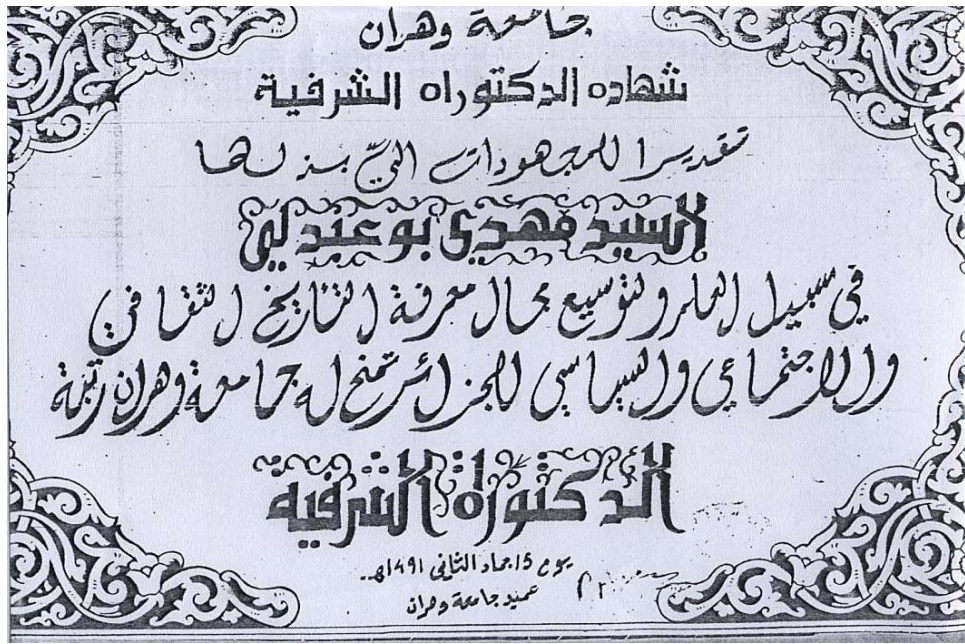 جامعة وهران
شهاده الدكتوراه الشرفية
تقديرا للمجهودات التي بذلها
السيد مهدي بوعبدلي
في سبيل العلم ولتوسيع مجال معرفة التاريخ الثقافي
والاجتماعي والسياسي للجزائر تمنح له جامعة وهران رتبة
الدكتوراه الشرفية
يوم 15 جماد الثاني ١٤٩١هـ
عميد جامعة وهران